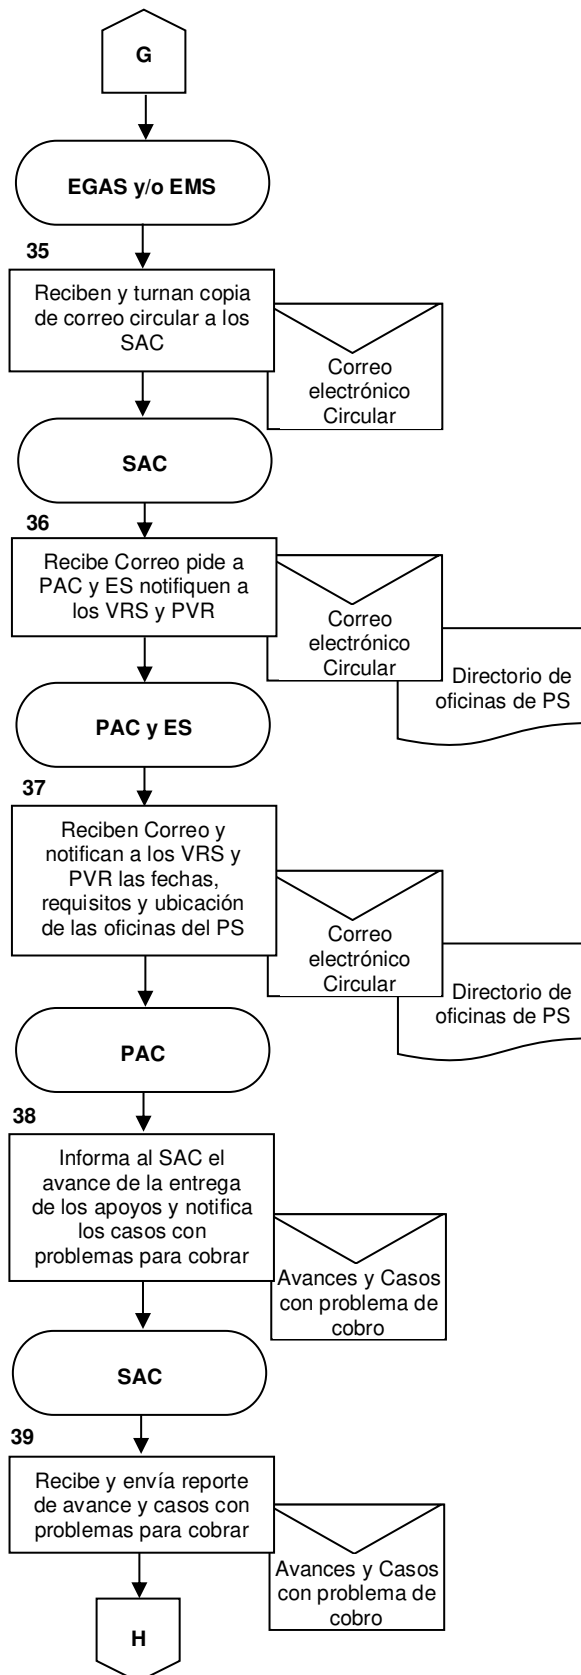 G
EGAS y/o EMS
35
Reciben y turnan copia
de correo circular a los
SAC
Correo
electrónico
Circular
SAC
36
Recibe Correo pide a
PAC y ES notifiquen a
los VRS y PVR
Correo
electrónico
Circular
Directorio de
oficinas de PS
PAC y ES
37
Reciben Correo y
notifican a los VRS y
PVR las fechas,
requisitos y ubicación
de las oficinas del PS
Correo
electrónico
Circular
Directorio de
oficinas de PS
PAC
38
Informa al SAC el
avance de la entrega
de los apoyos y notifica
los casos con
problemas para cobrar
Avances y Casos
con problema de
cobro
SAC
39
Recibe y envía reporte
de avance y casos con
problemas para cobrar
Avances y Casos
con problema de
cobro
H